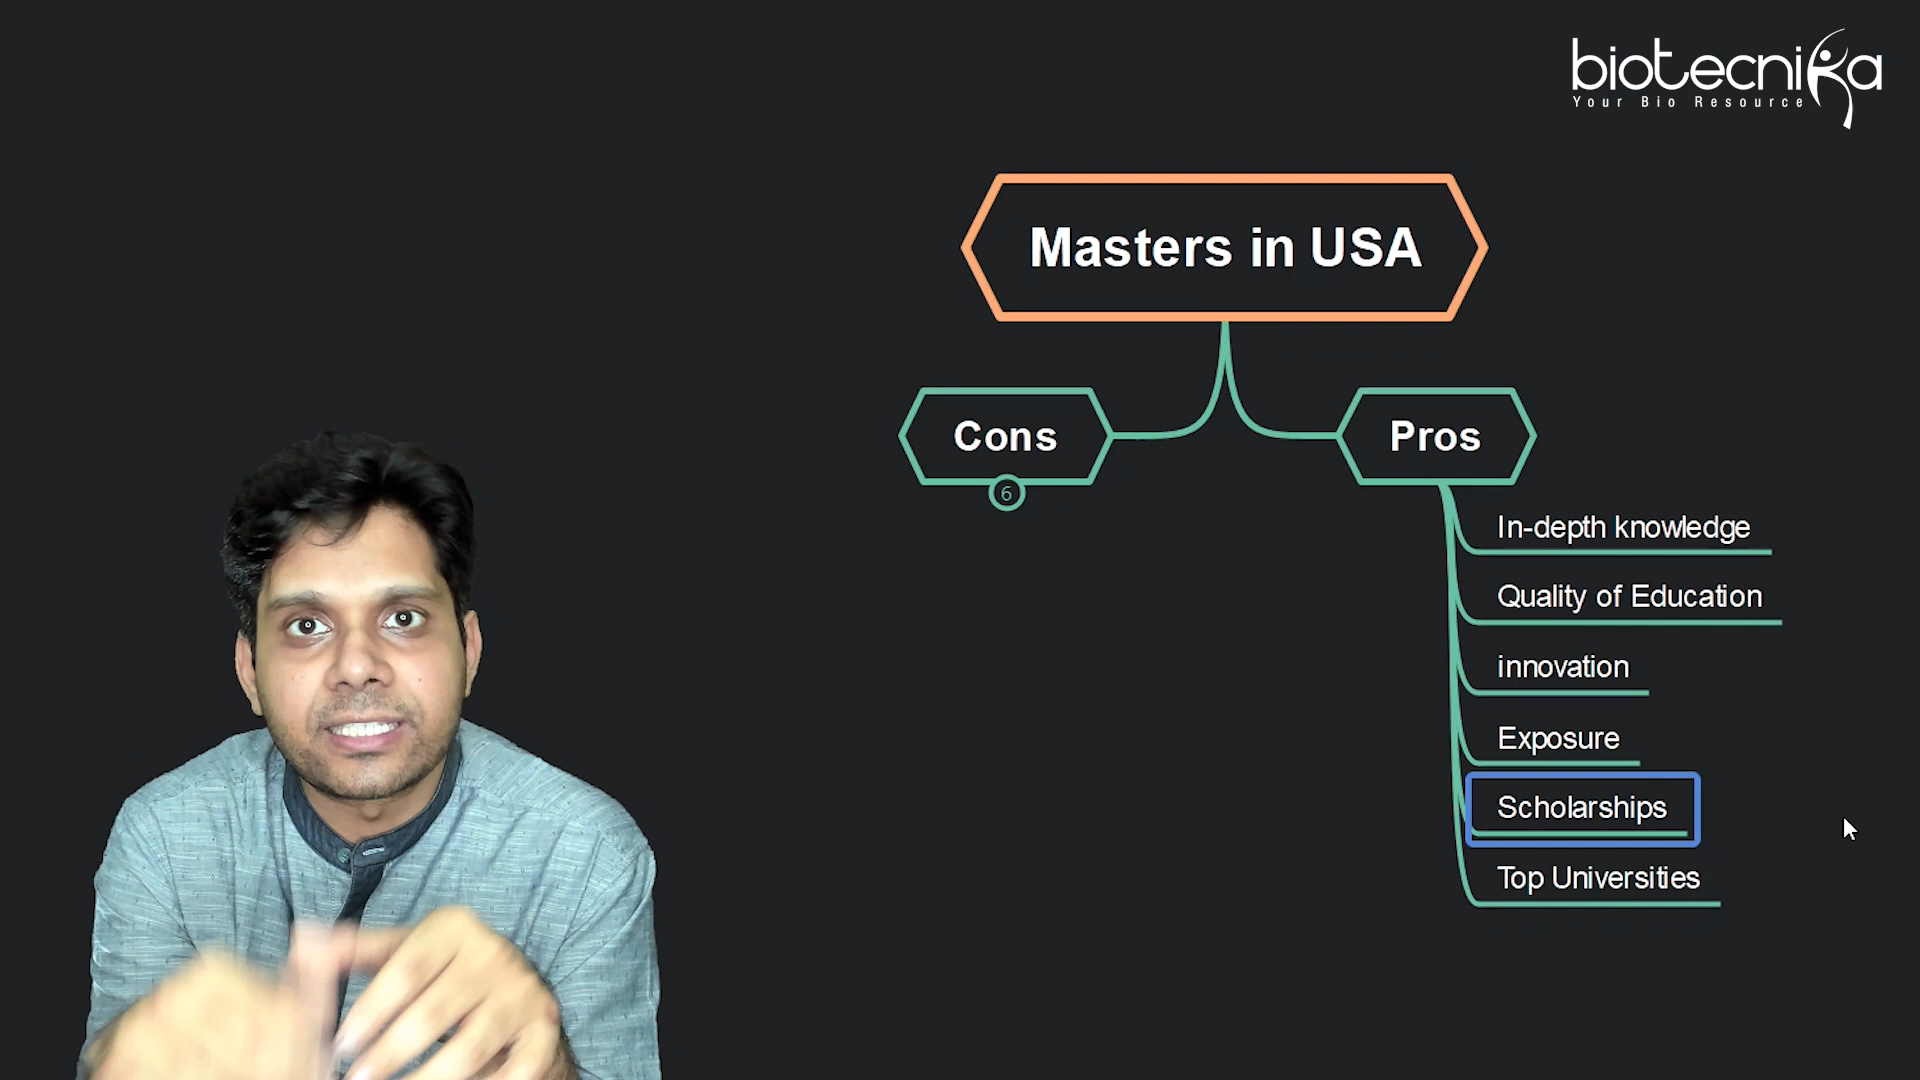 biotecnika
Your Bio Resource
Masters in USA
Cons
6
Pros
In-depth knowledge
Quality of Education
innovation
Exposure
Scholarships
Top Universities